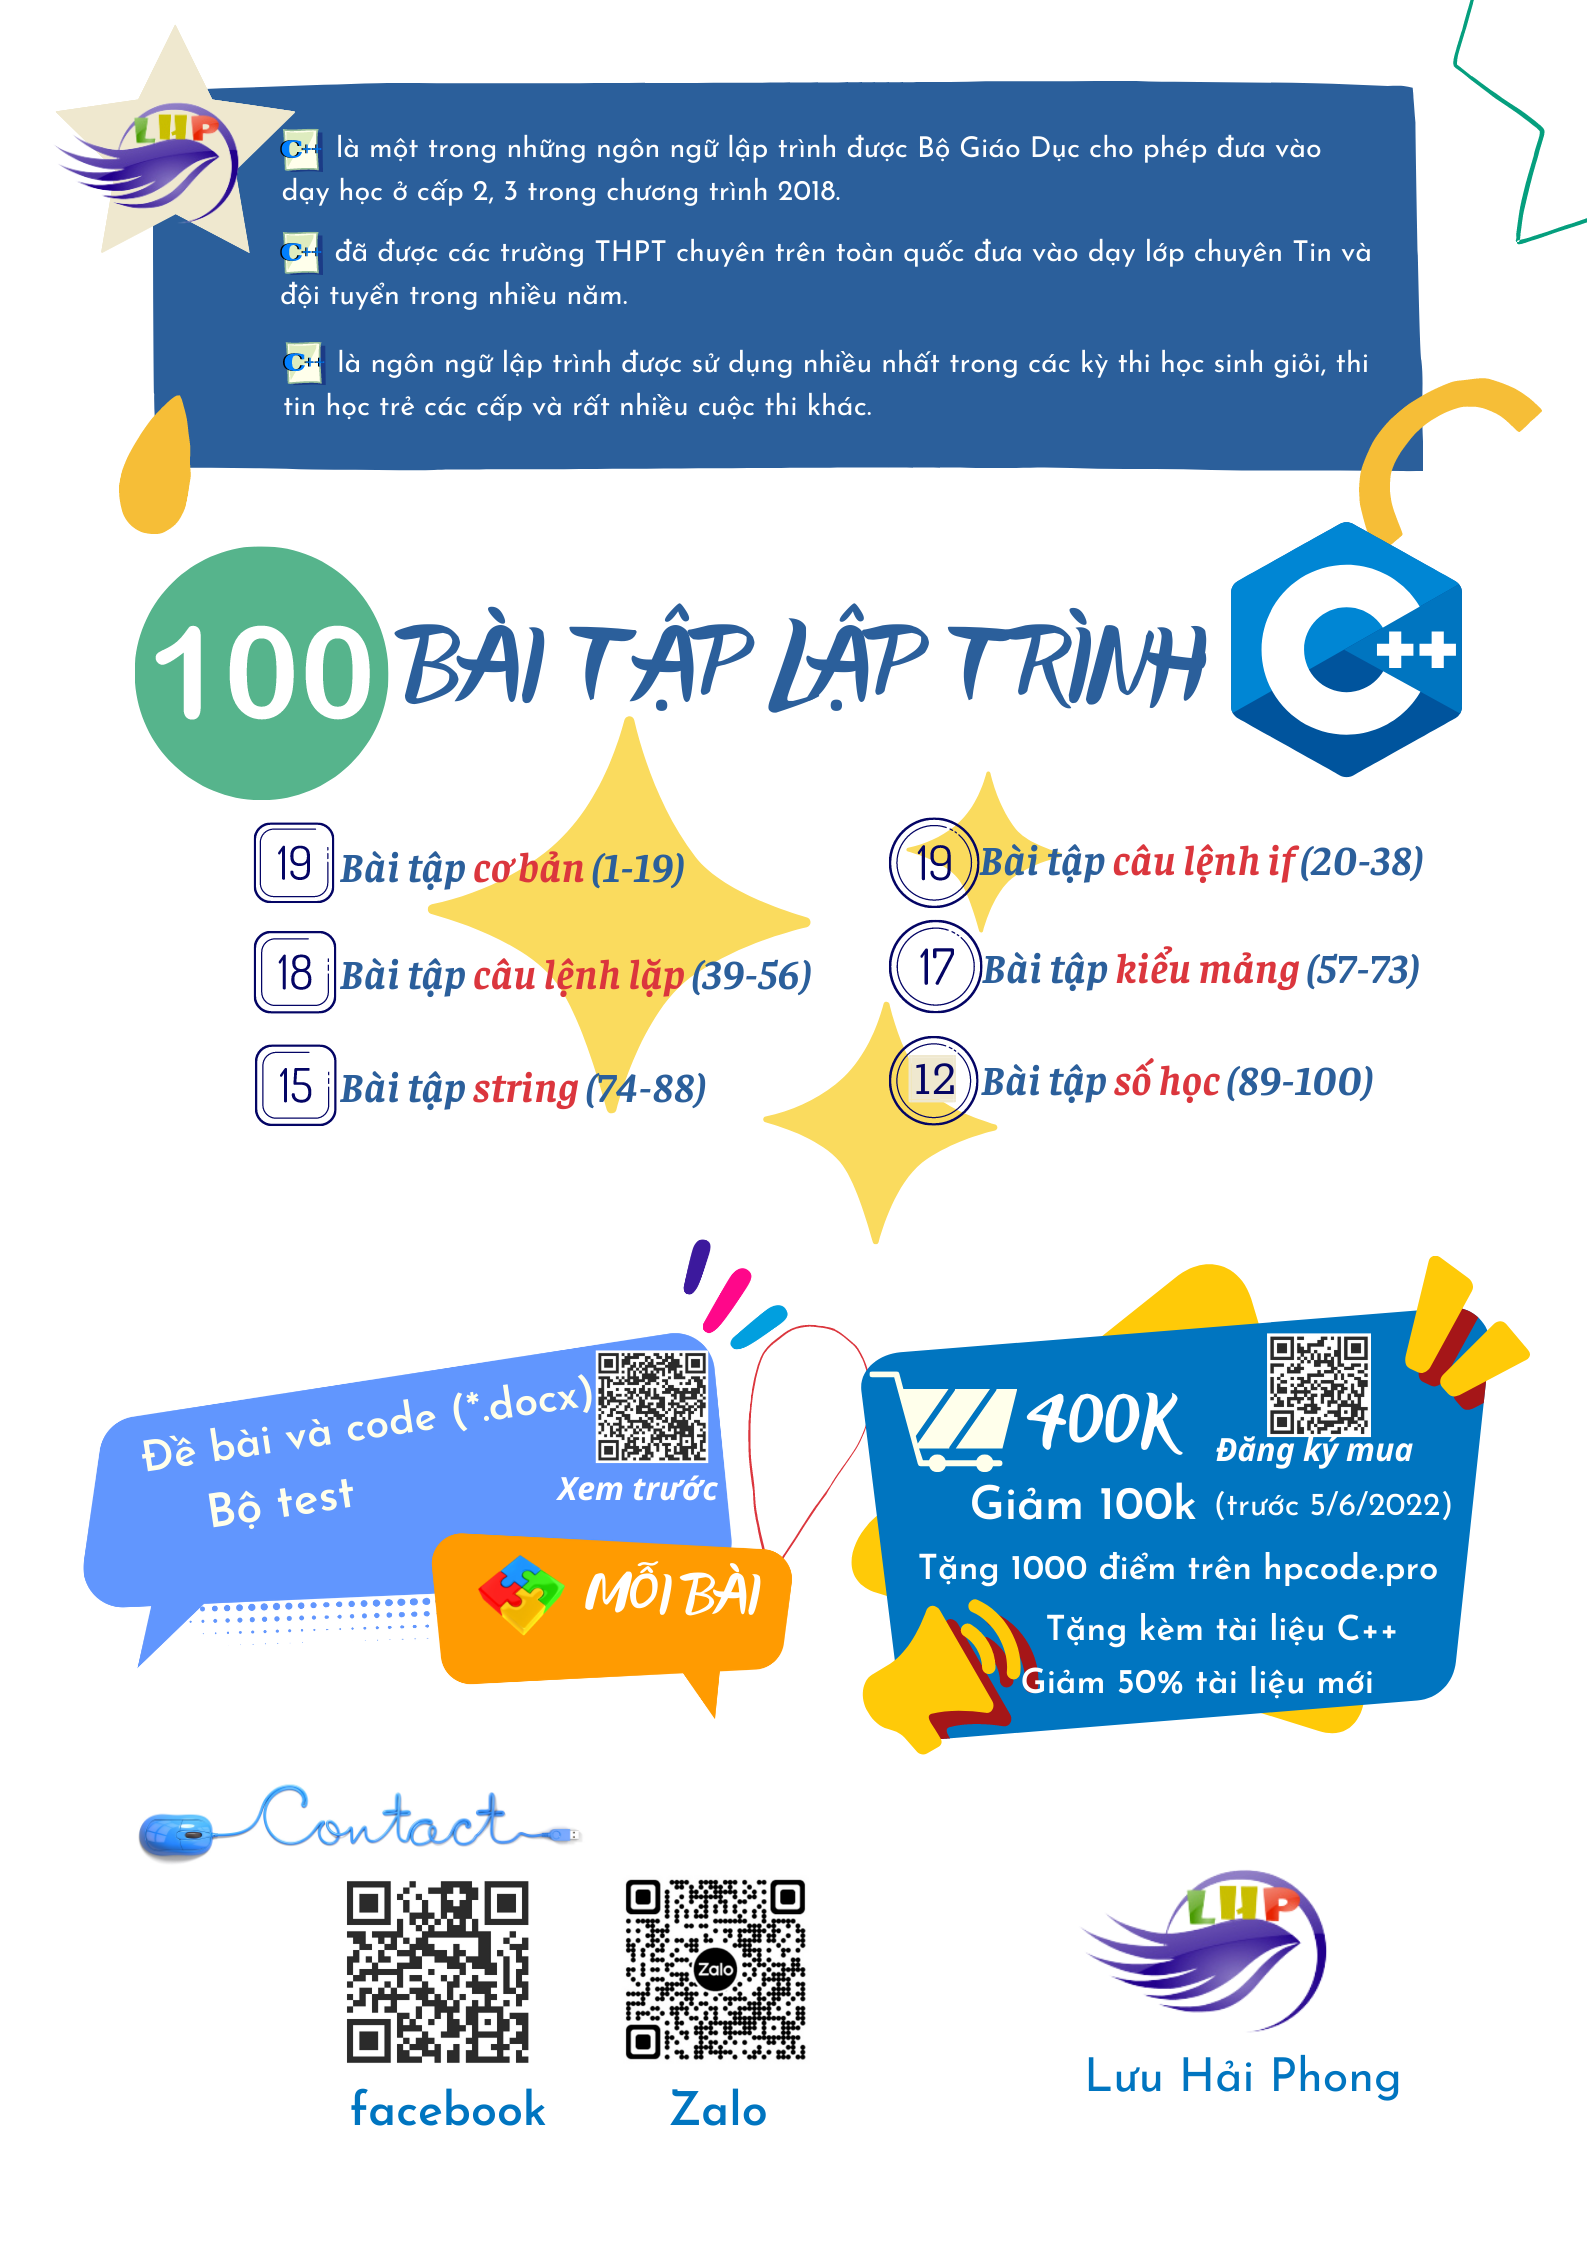 LHP
C++ là một trong những ngôn ngữ lập trình được Bộ Giáo Dục cho phép đưa vào
dạy học ở cấp 2, 3 trong chương trình 2018.
C++ đã được các trường THPT chuyên trên toàn quốc đưa vào dạy lớp chuyên Tin và
đội tuyển trong nhiều năm.
C++ là ngôn ngữ lập trình được sử dụng nhiều nhất trong các kỳ thi học sinh giỏi, thi
tin học trẻ các cấp và rất nhiều cuộc thi khác.
100 BÀI TẬP LẬP TRÌNH C++
19 Bài tập cơ bản (1-19)
19 Bài tập câu lệnh if (20-38)
18 Bài tập câu lệnh lặp (39-56)
17 Bài tập kiểu mảng (57-73)
15 Bài tập string (74-88)
12 Bài tập số học (89-100)
Đề bài và code (*.docx)
Bộ test
Xem trước
MỖI BÀI
400K
Đăng ký mua
Giảm 100k (trước 5/6/2022)
Tặng 1000 điểm trên hpcode.pro
Tặng kèm tài liệu C++
Giảm 50% tài liệu mới
Contact
Zalo
facebook
Zalo
LHP
Lưu Hải Phong